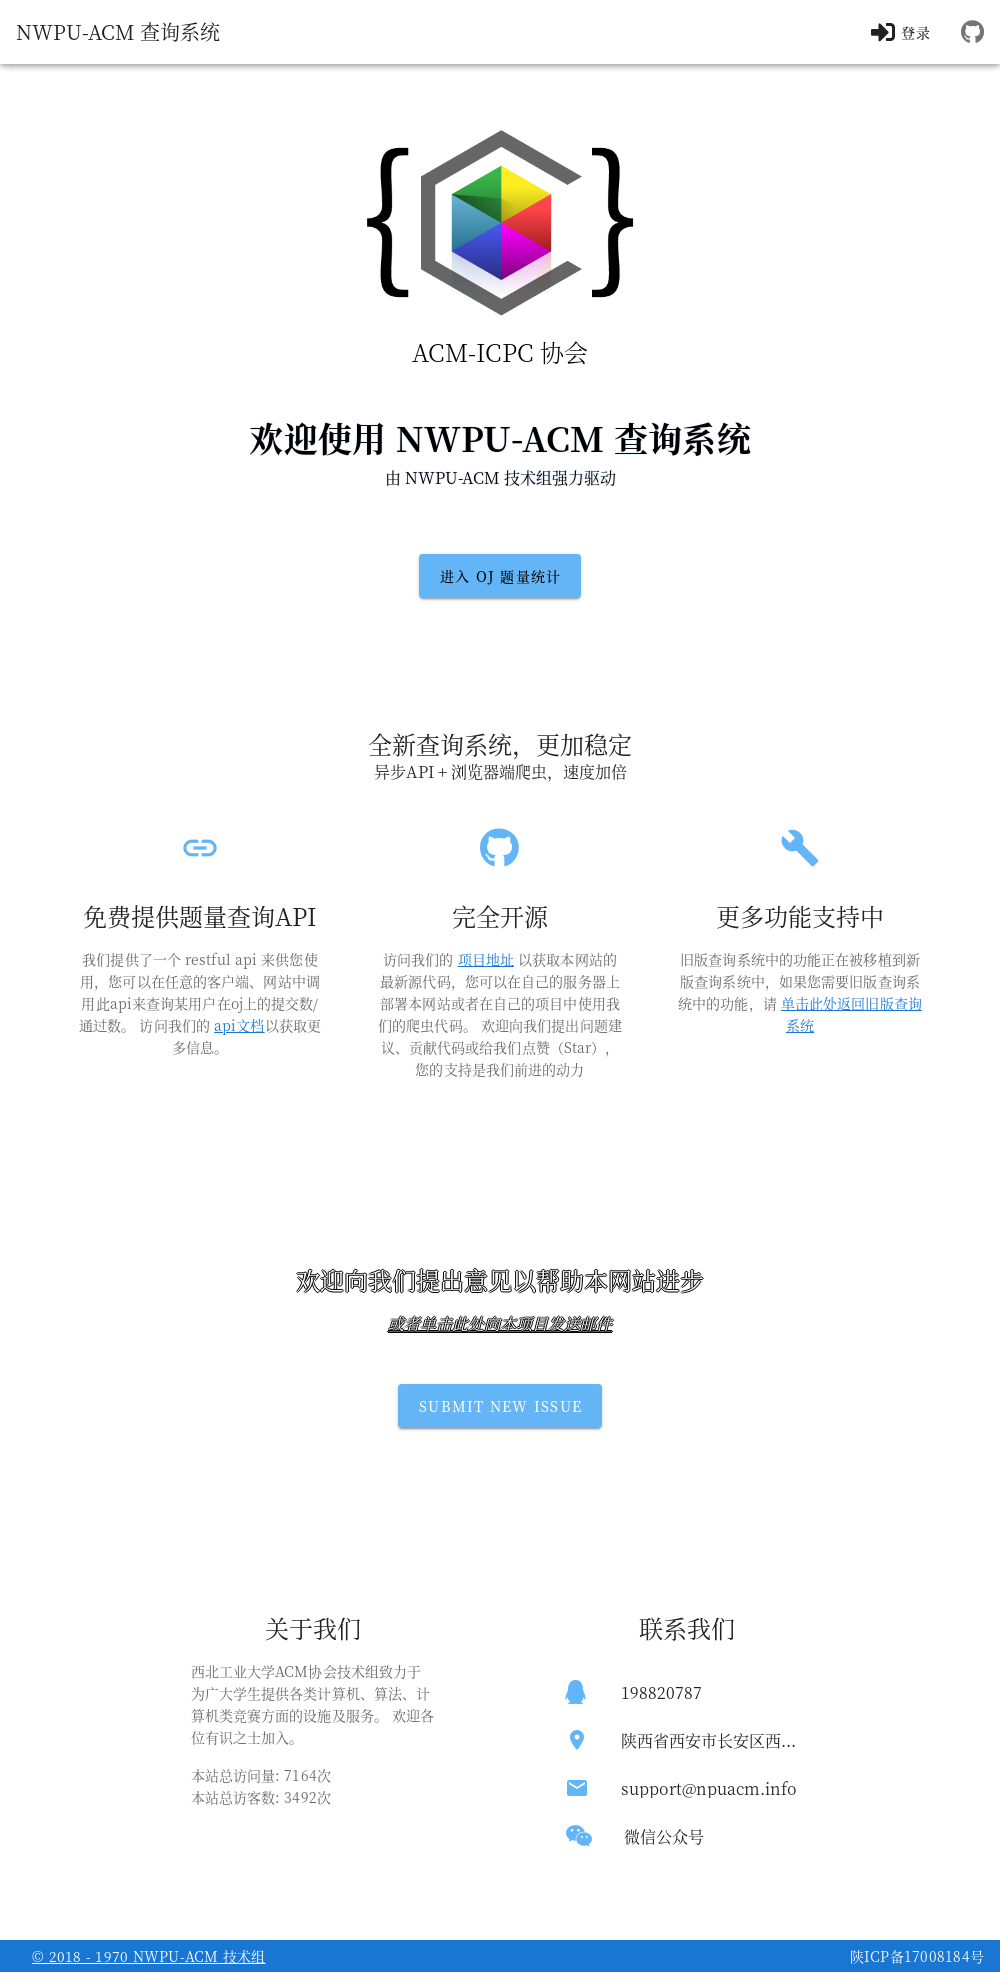 NWPU-ACM 查询系统
登录
ACM-ICPC 协会
欢迎使用 NWPU-ACM 查询系统
由 NWPU-ACM 技术组强力驱动
进入 OJ 题量统计
全新查询系统，更加稳定
异步API + 浏览器端爬虫，速度加倍
免费提供题量查询API
我们提供了一个 restful api 来供您使
用，您可以在任意的客户端、网站中调
用此api来查询某用户在oj上的提交数/
通过数。 访问我们的 api文档以获取更
多信息。
完全开源
访问我们的 项目地址 以获取本网站的
最新源代码，您可以在自己的服务器上
部署本网站或者在自己的项目中使用我
们的爬虫代码。 欢迎向我们提出问题建
议、贡献代码或给我们点赞（Star），
您的支持是我们前进的动力
更多功能支持中
旧版查询系统中的功能正在被移植到新
版查询系统中，如果您需要旧版查询系
统中的功能，请 单击此处返回旧版查询
系统
欢迎向我们提出意见以帮助本网站进步
或者单击此处向本项目发送邮件
SUBMIT NEW ISSUE
关于我们
西北工业大学ACM协会技术组致力于
为广大学生提供各类计算机、算法、计
算机类竞赛方面的设施及服务。 欢迎各
位有识之士加入。
本站总访问量: 7164次
本站总访客数: 3492次
联系我们
198820787
陕西省西安市长安区西...
support@npuacm.info
微信公众号
© 2018 - 1970 NWPU-ACM 技术组
陕ICP备17008184号